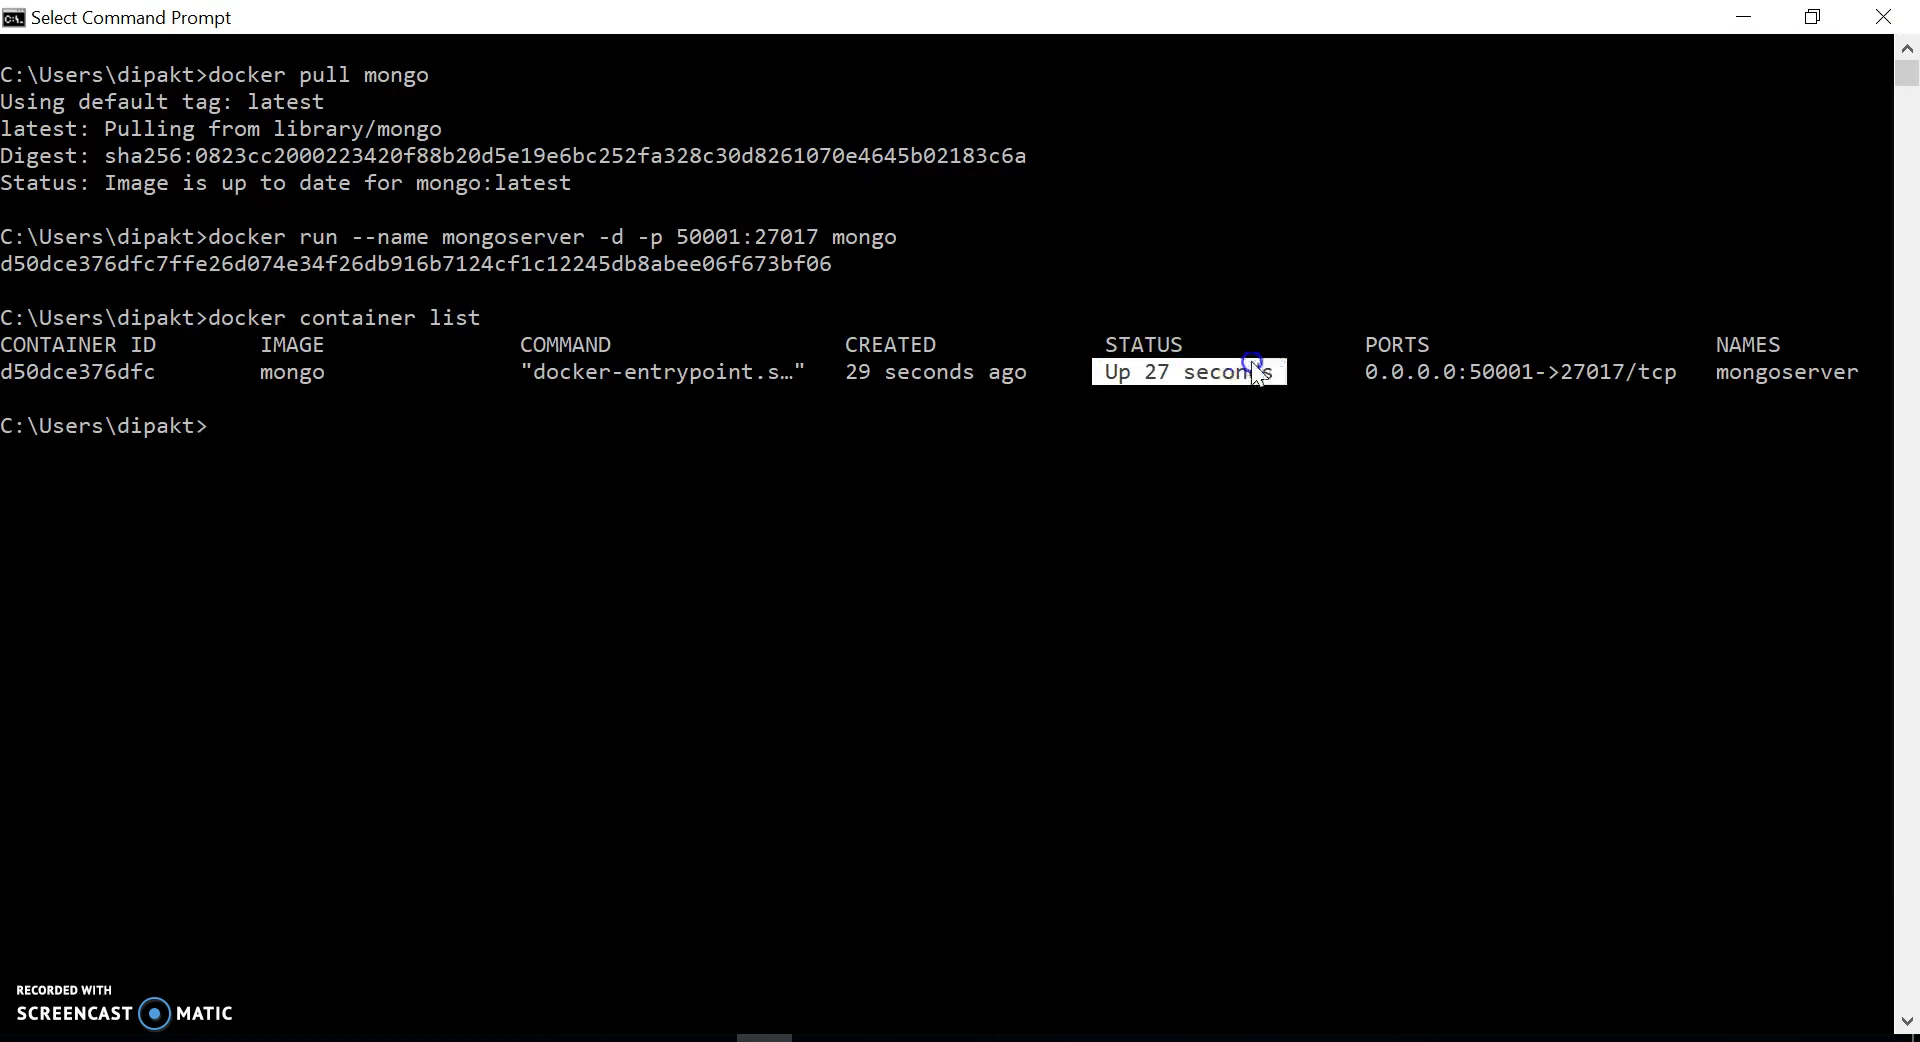 Select Command Prompt
C:\Users\dipakt>docker pull mongo
Using default tag: latest
latest: Pulling from library/mongo
Digest: sha256:0823cc2000223420f88b20d5e19e6bc252fa328c30d8261070e4645b02183c6a
Status: Image is up to date for mongo:latest
C:\Users\dipakt>docker run --name mongoserver -d -p 50001:27017 mongo
d50dce376dfc7ffe26d074e34f26db916b7124cf1c12245db8abee06f673bf06
C:\Users\dipakt>docker container list
CONTAINER ID IMAGE COMMAND CREATED STATUS PORTS NAMES
d50dce376dfc mongo "docker-entrypoint.s…" 29 seconds ago Up 27 seconds 0.0.0.0:50001->27017/tcp mongoserver
C:\Users\dipakt>
RECORDED WITH
SCREENCAST MATIC